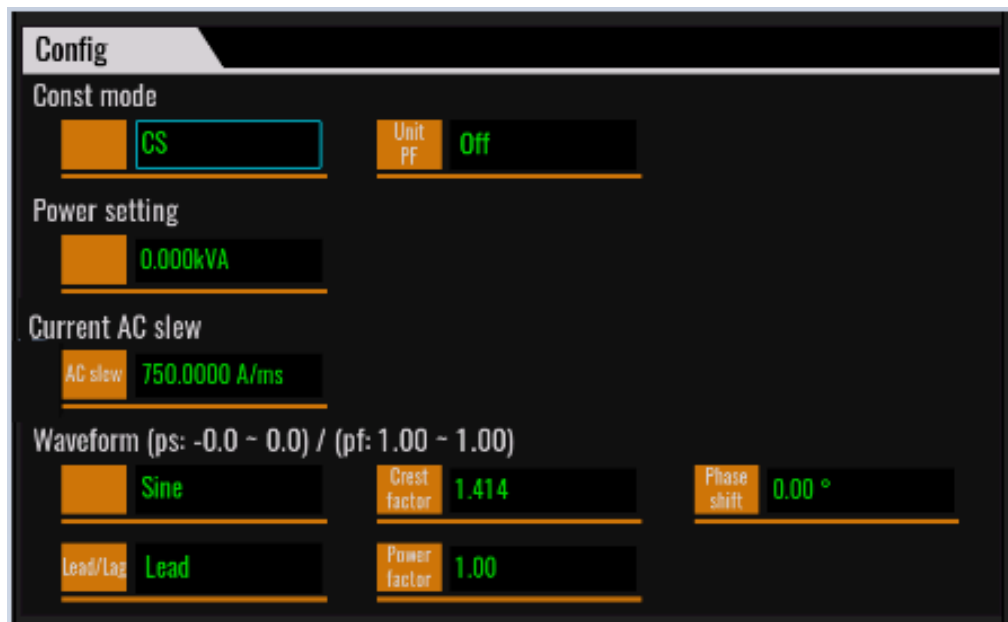 Config
Const mode
CS
Unit PF
Off
Power setting
0.000kVA
Current AC slew
AC slew
750.0000 A/ms
Waveform (ps: -0.0 ~ 0.0) / (pf: 1.00 ~ 1.00)
Sine
Crest factor
1.414
Phase shift
0.00 °
Lead/Lag
Lead
Power factor
1.00